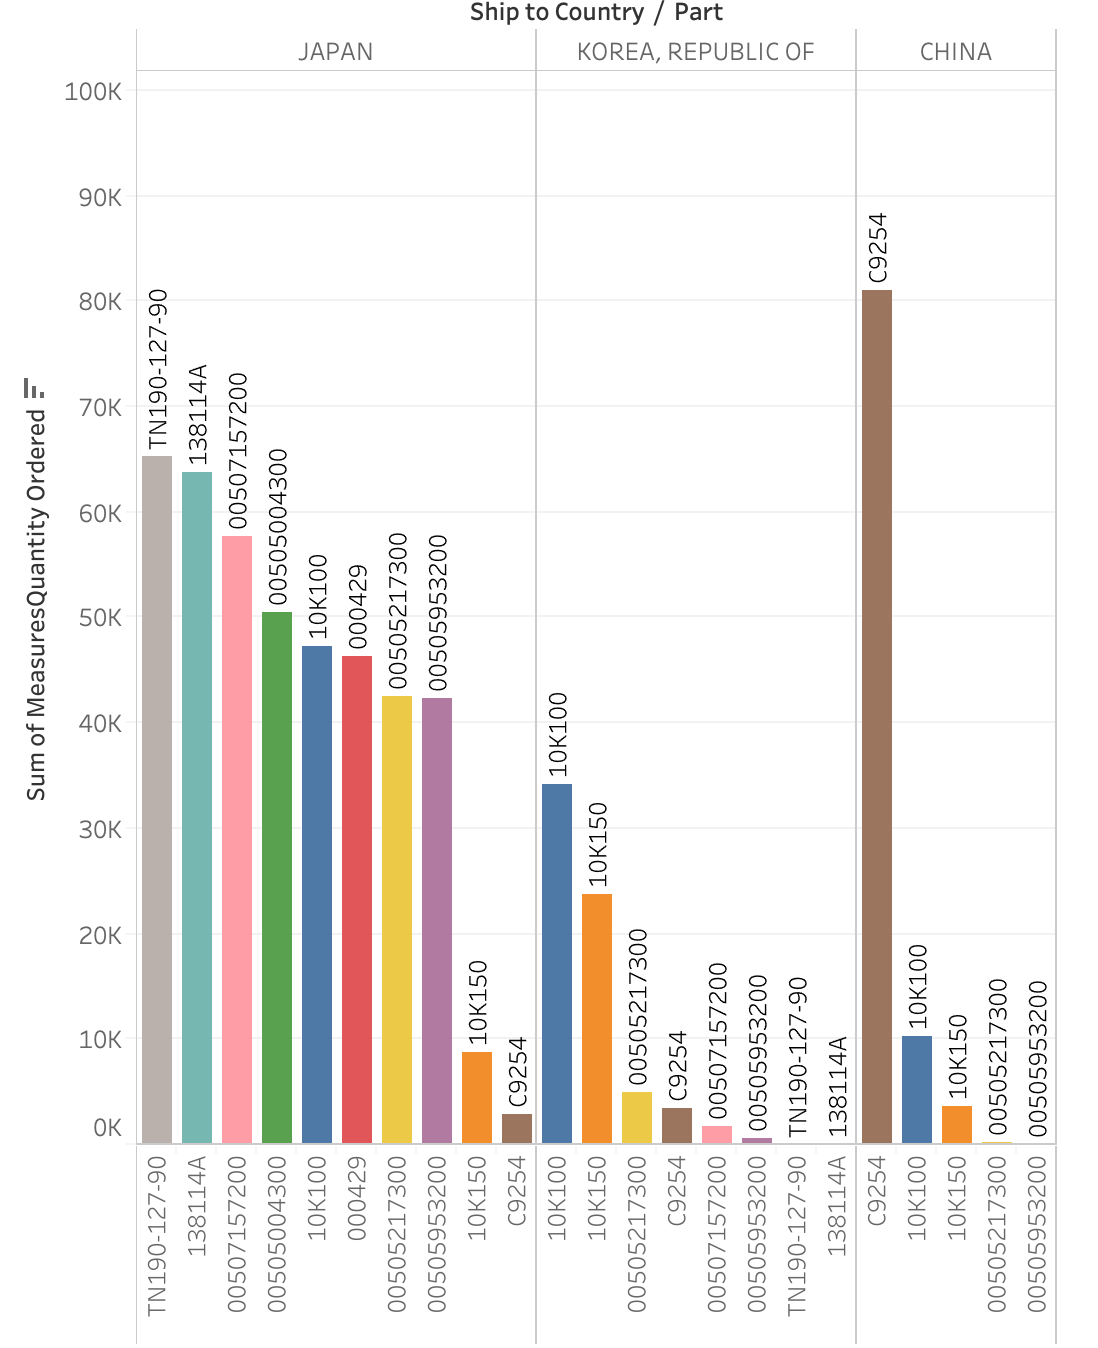 Ship to Country / Part
JAPAN
KOREA, REPUBLIC OF
CHINA
Sum of MeasuresQuantity Ordered
100K
90K
80K
70K
60K
50K
40K
30K
20K
10K
0K
TN190-127-90
138114A
00507157200
00505004300
10K100
000429
00505217300
00505953200
10K150
C9254
10K100
10K150
00505217300
C9254
00507157200
00505953200
TN190-127-90
138114A
C9254
10K100
10K150
00505217300
00505953200
TN190-127-90
138114A
00507157200
00505004300
10K100
000429
00505217300
00505953200
10K150
C9254
10K100
10K150
00505217300
C9254
00507157200
00505953200
TN190-127-90
138114A
C9254
10K100
10K150
00505217300
00505953200